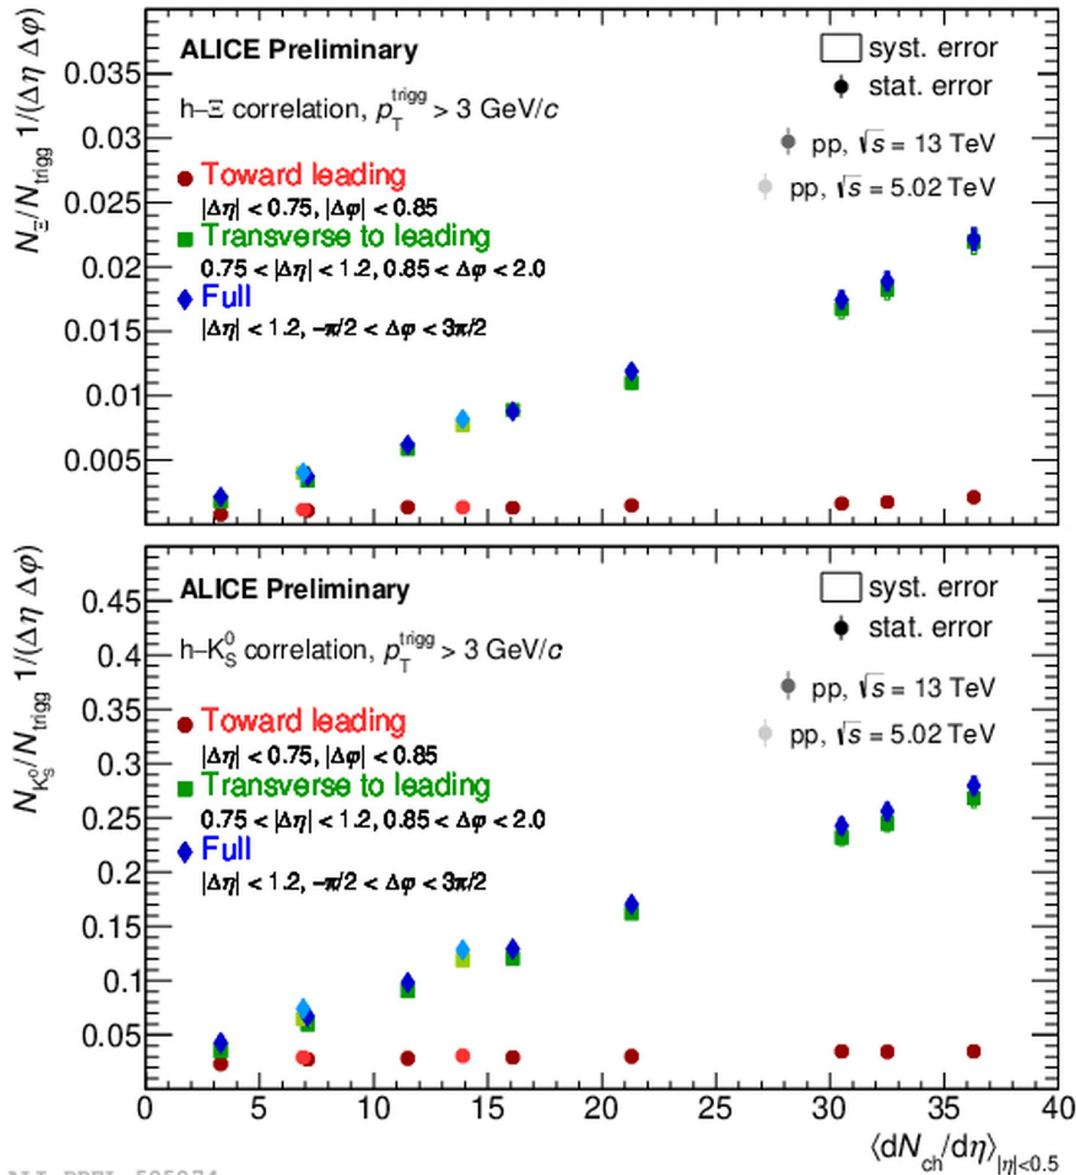 ALICE Preliminary
syst. error
stat. error
h–Ξ correlation, p_T^trigg > 3 GeV/c
pp, √s = 13 TeV
pp, √s = 5.02 TeV
Toward leading
|Δη| < 0.75, |Δφ| < 0.85
Transverse to leading
0.75 < |Δη| < 1.2, 0.85 < Δφ < 2.0
Full
|Δη| < 1.2, −π/2 < Δφ < 3π/2
N_Ξ/N_trigg 1/(Δη Δφ)
0.035
0.03
0.025
0.02
0.015
0.01
0.005
ALICE Preliminary
syst. error
stat. error
h–K_S^0 correlation, p_T^trigg > 3 GeV/c
pp, √s = 13 TeV
pp, √s = 5.02 TeV
Toward leading
|Δη| < 0.75, |Δφ| < 0.85
Transverse to leading
0.75 < |Δη| < 1.2, 0.85 < Δφ < 2.0
Full
|Δη| < 1.2, −π/2 < Δφ < 3π/2
N_{K_S^0}/N_trigg 1/(Δη Δφ)
0.45
0.4
0.35
0.3
0.25
0.2
0.15
0.1
0.05
0 5 10 15 20 25 30 35 40
⟨dN_ch/dη⟩_{|η|<0.5}